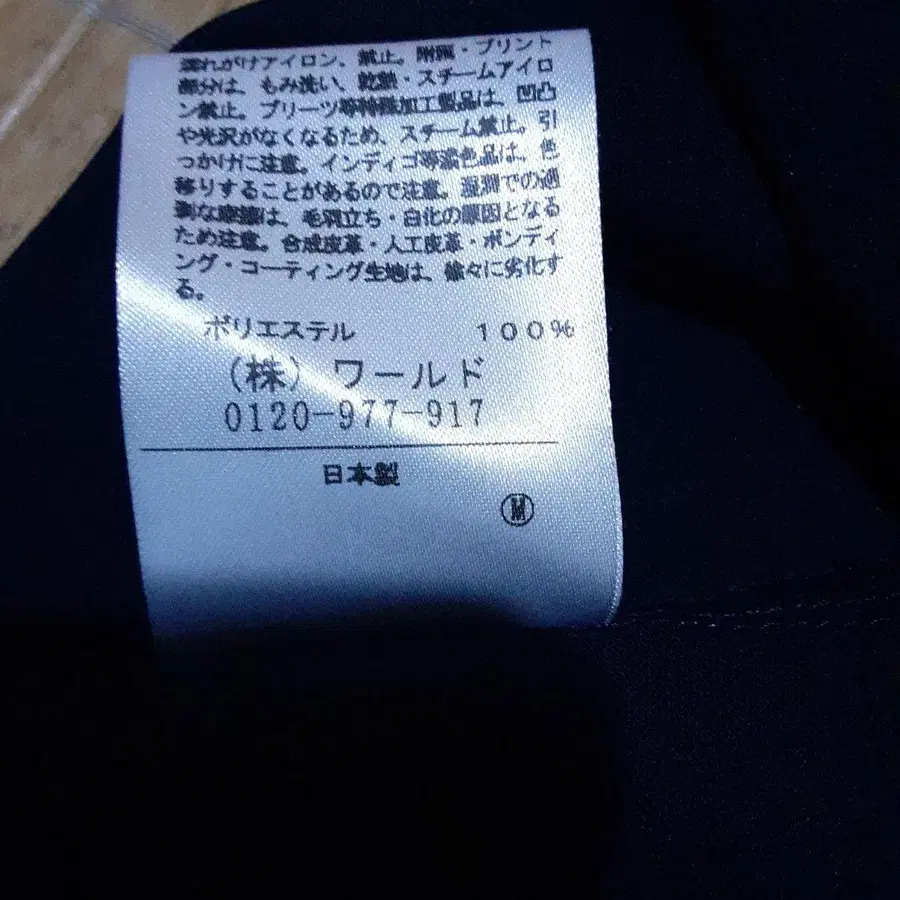 濡れがけアイロン、禁止。附属・プリント
部分は、もみ洗い、乾熱・スチームアイロ
ン禁止。プリーツ等特殊加工製品は、凹凸
や光沢がなくなるため、スチーム禁止。引
っかけに注意。インディゴ等濃色品は、色
移りすることがあるので注意。湿潤での過
剰な摩擦は、毛羽立ち・白化の原因となる
ため注意。合成皮革・人工皮革・ボンディ
ング・コーティング生地は、徐々に劣化す
る。
ポリエステル 100%
(株)ワールド
0120-977-917
日本製
Ⓜ